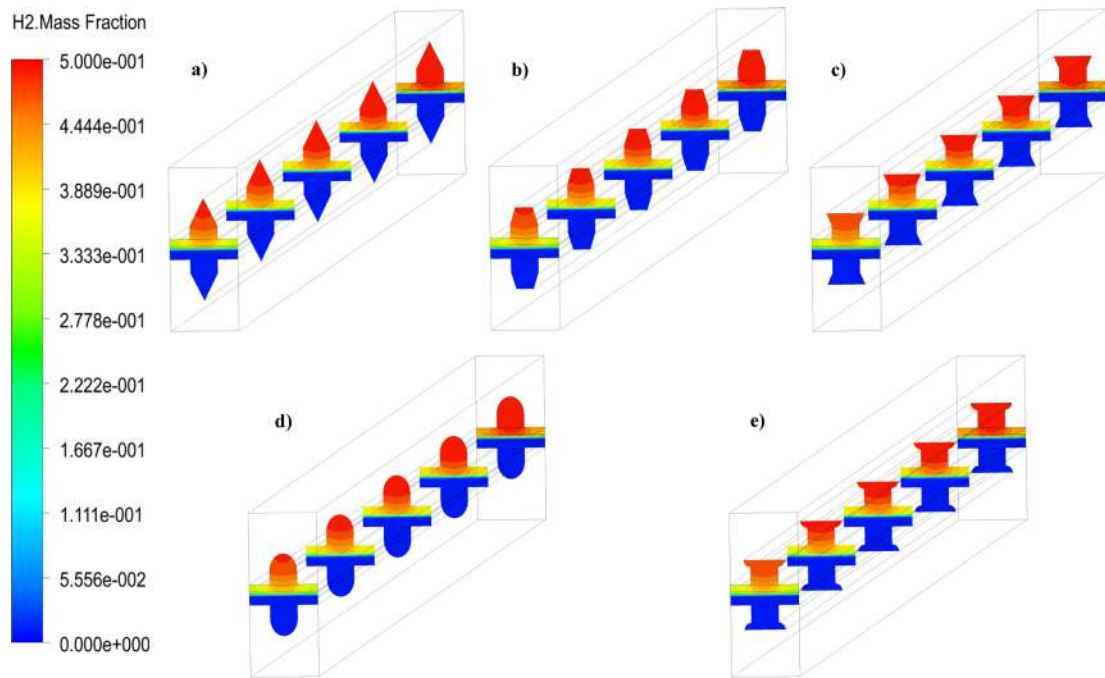 H2.Mass Fraction
5.000e-001
4.444e-001
3.889e-001
3.333e-001
2.778e-001
2.222e-001
1.667e-001
1.111e-001
5.556e-002
0.000e+000
a)
b)
c)
d)
e)